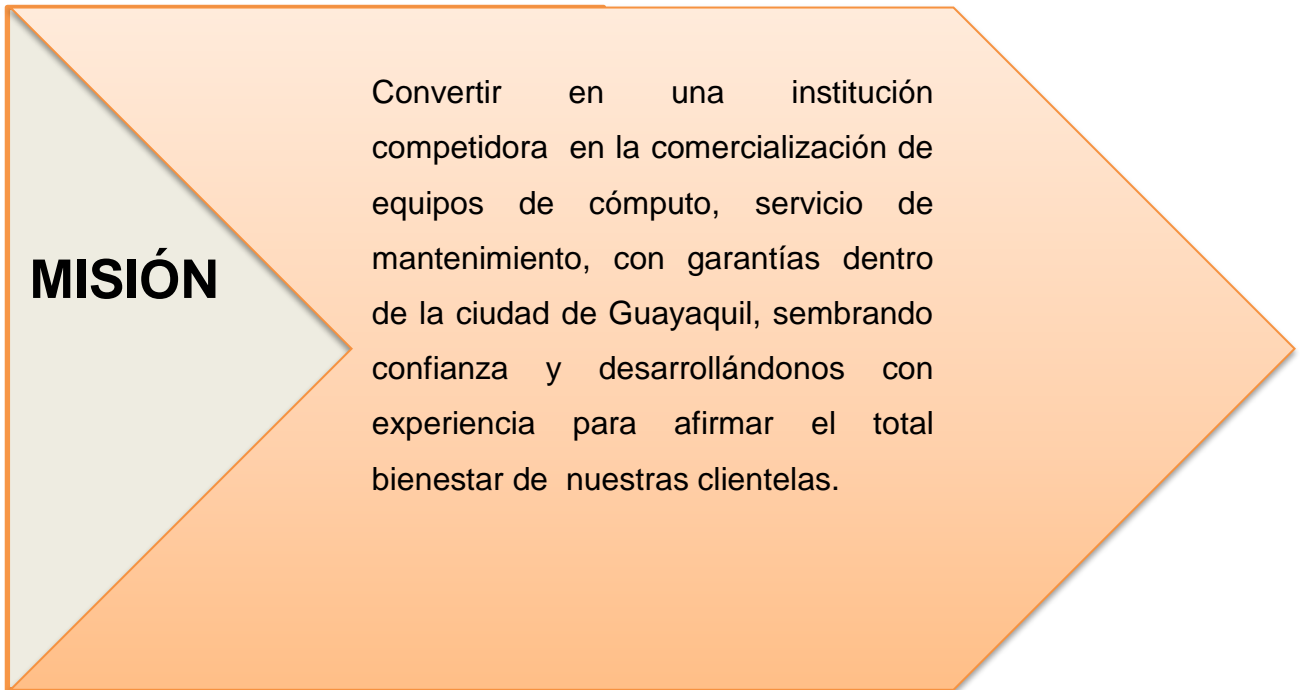 MISIÓN
Convertir en una institución
competidora en la comercialización de
equipos de cómputo, servicio de
mantenimiento, con garantías dentro
de la ciudad de Guayaquil, sembrando
confianza y desarrollándonos con
experiencia para afirmar el total
bienestar de nuestras clientelas.